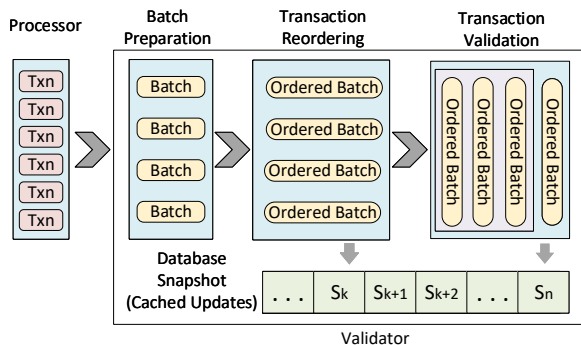 Processor
Batch
Preparation
Transaction
Reordering
Transaction
Validation
Txn
Txn
Txn
Txn
Txn
Txn
Batch
Batch
Batch
Batch
Ordered Batch
Ordered Batch
Ordered Batch
Ordered Batch
Ordered Batch
Ordered Batch
Ordered Batch
Ordered Batch
Database
Snapshot
(Cached Updates)
. . .
Sk
Sk+1
Sk+2
. . .
Sn
Validator